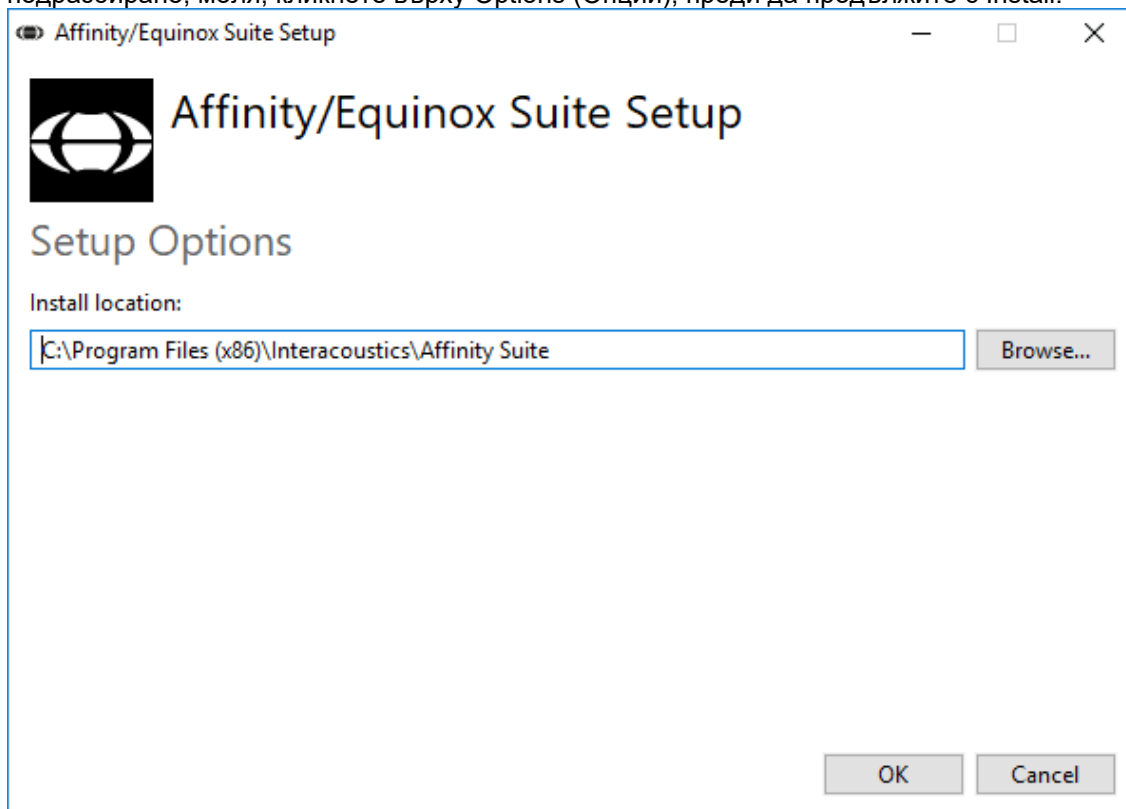 подразбиране, моля, кликнете върху Options (Опции), преди да продължите с Install.
Affinity/Equinox Suite Setup
Affinity/Equinox Suite Setup
Setup Options
Install location:
C:\Program Files (x86)\Interacoustics\Affinity Suite
Browse...
OK
Cancel